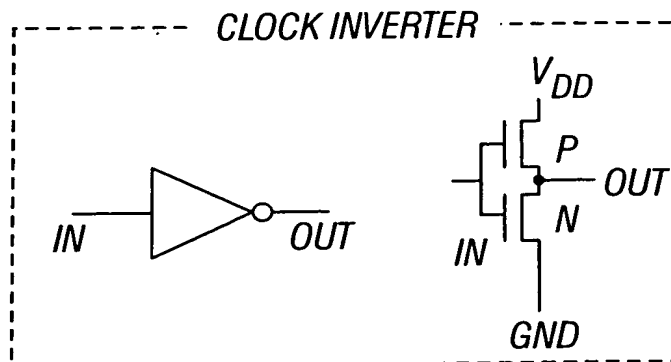 CLOCK INVERTER
V_DD
P
OUT
IN
OUT
IN
N
GND